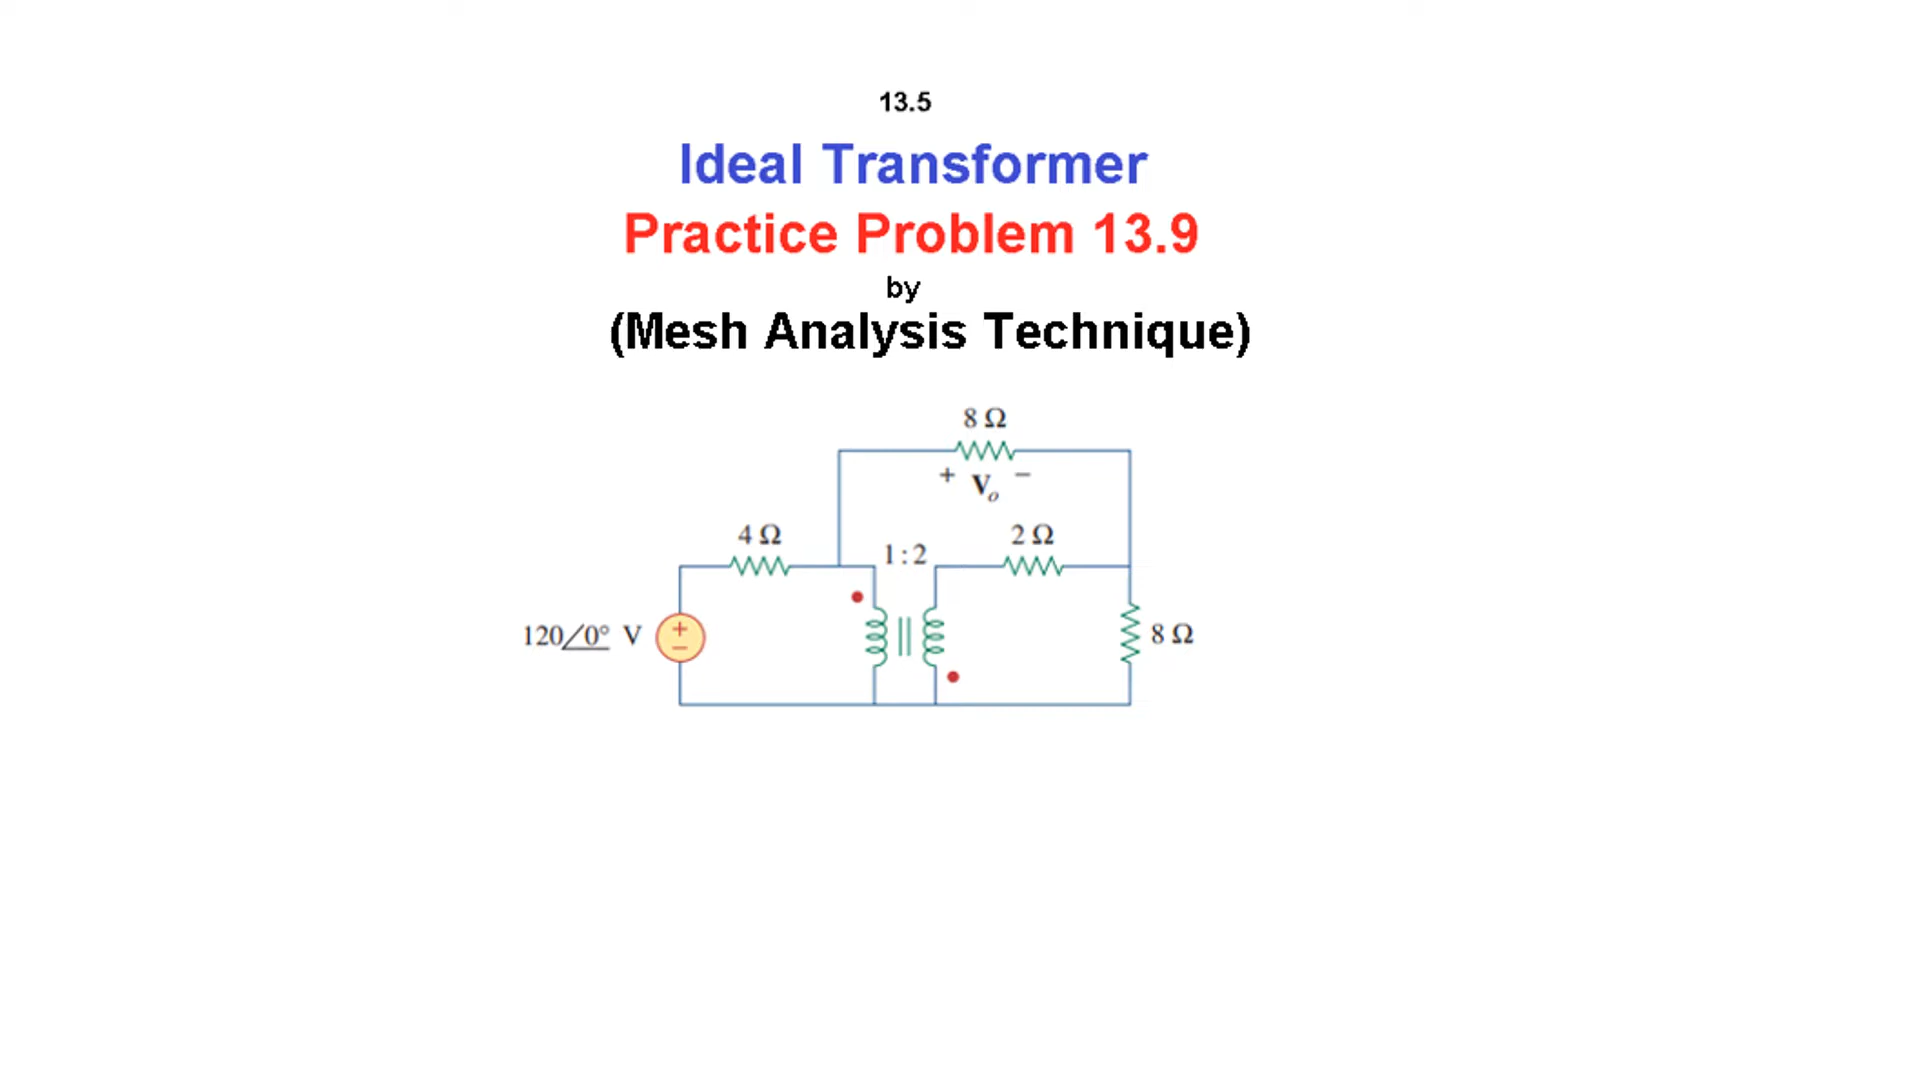 13.5
Ideal Transformer
Practice Problem 13.9
by
(Mesh Analysis Technique)
8 Ω
+ Vₒ −
4 Ω
1 : 2
2 Ω
120∠0° V
+
−
8 Ω